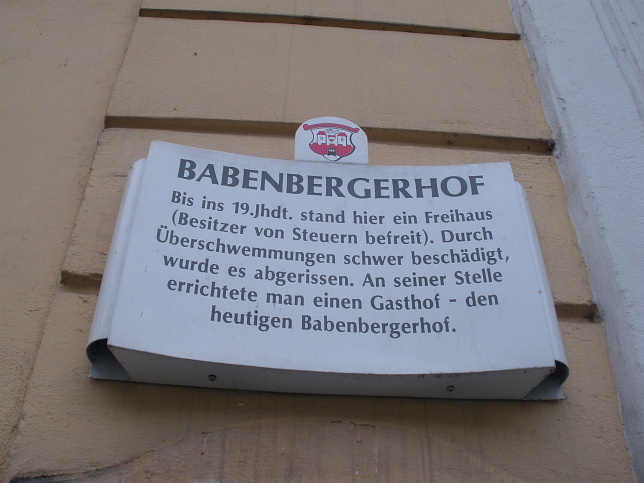 BABENBERGERHOF
Bis ins 19.Jhdt. stand hier ein Freihaus
(Besitzer von Steuern befreit). Durch
Überschwemmungen schwer beschädigt,
wurde es abgerissen. An seiner Stelle
errichtete man einen Gasthof - den
heutigen Babenbergerhof.